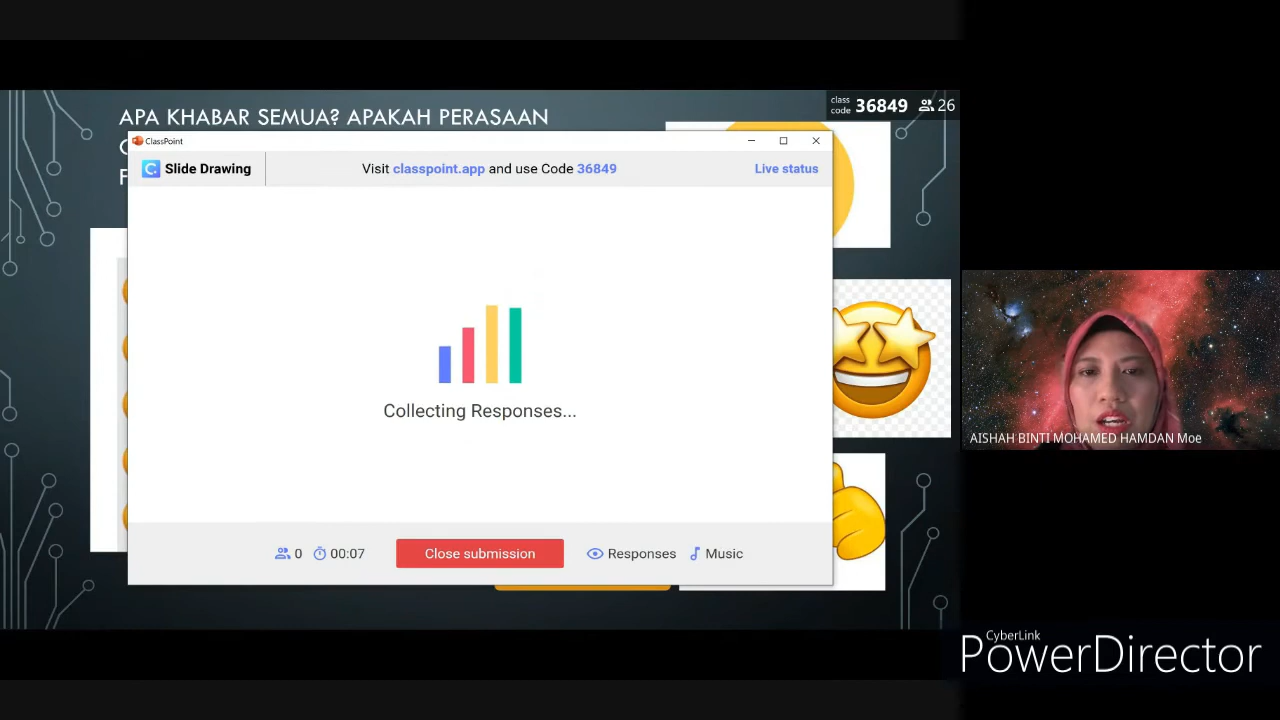 APA KHABAR SEMUA? APAKAH PERASAAN
class code 36849 26
ClassPoint
Slide Drawing
Visit classpoint.app and use Code 36849
Live status
Collecting Responses...
0 00:07 Close submission Responses Music
AISHAH BINTI MOHAMED HAMDAN Moe
CyberLink
PowerDirector